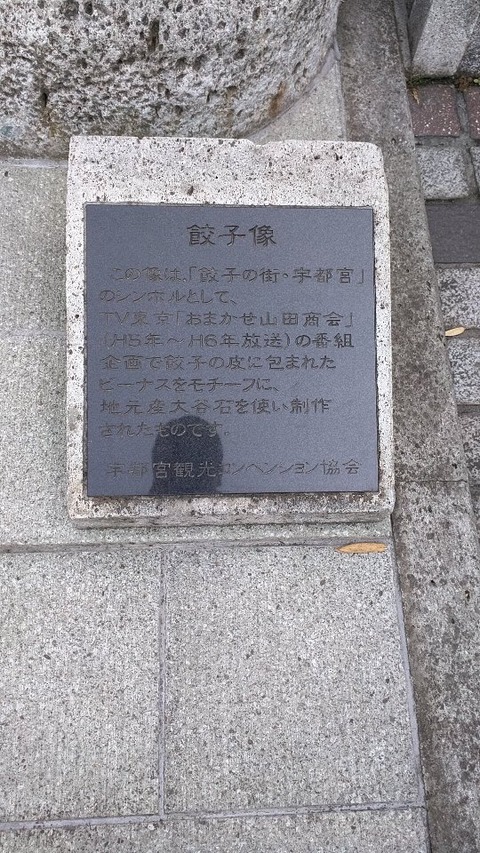 餃子像
この像は、「餃子の街・宇都宮」
のシンボルとして、
TV東京「おまかせ山田商会」
(H5年〜H6年放送)の番組
企画で餃子の皮に包まれた
ビーナスをモチーフに、
地元産大谷石を使い制作
されたものです。
宇都宮観光コンベンション協会